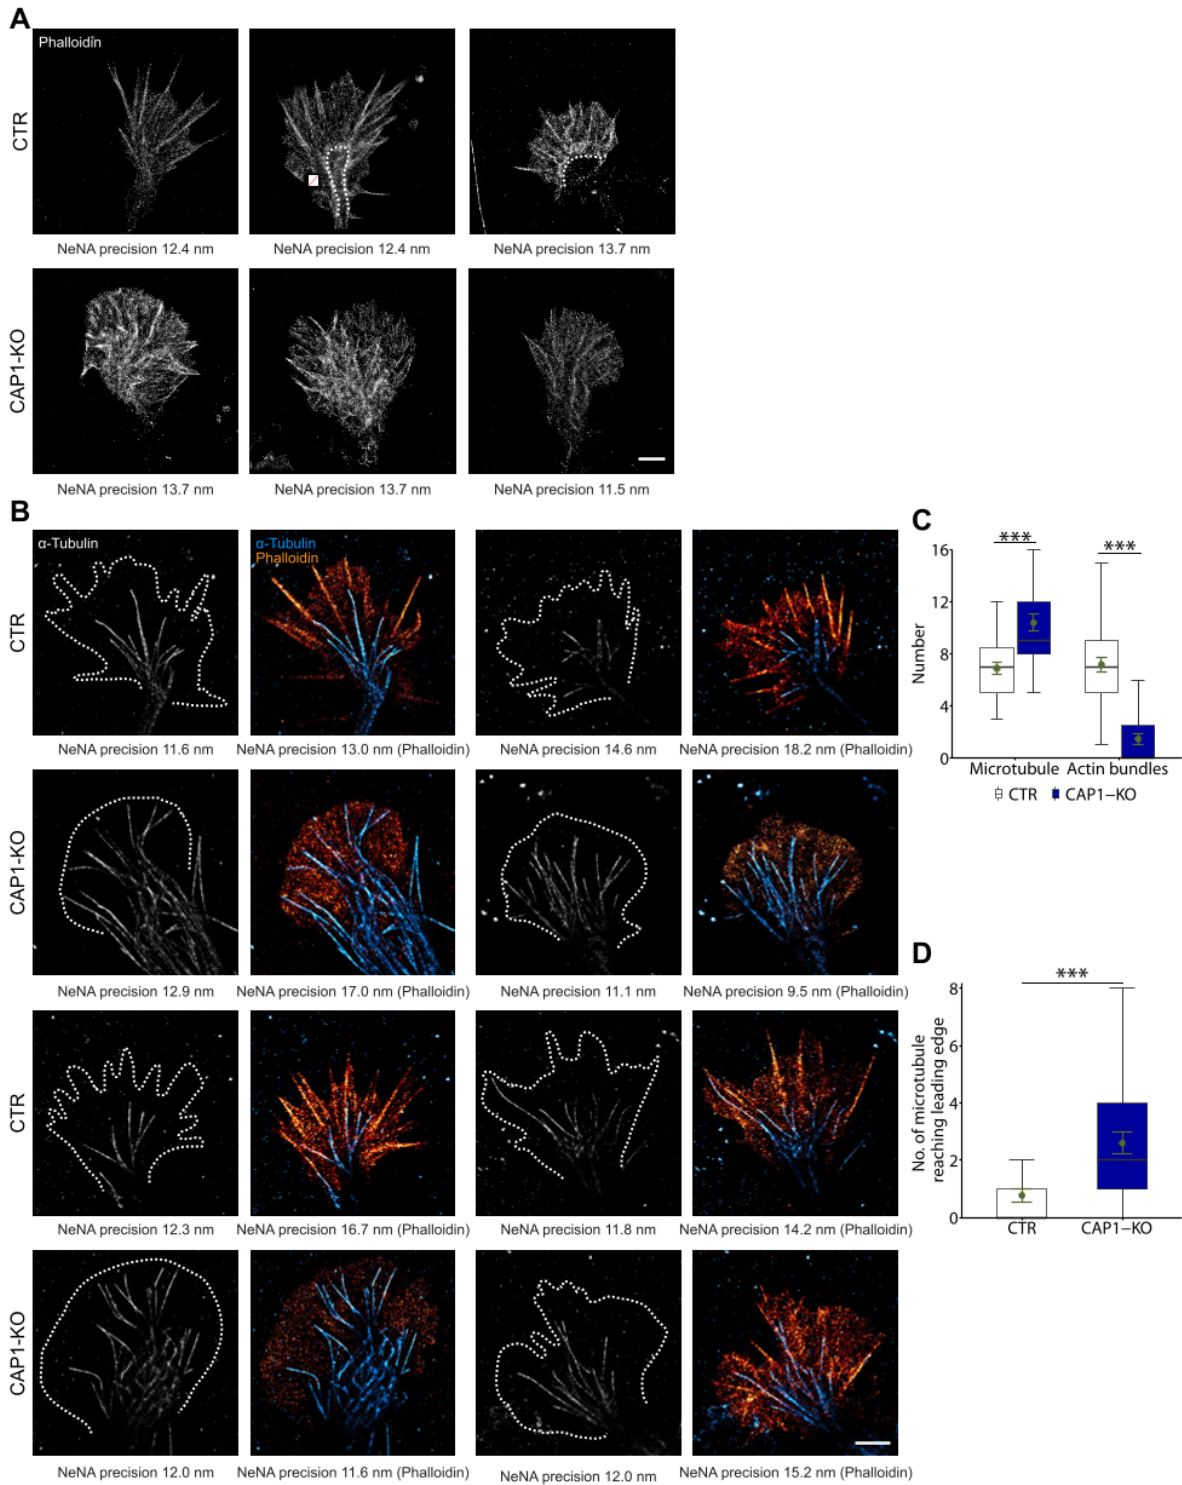 A
Phalloidin
CTR
NeNA precision 12.4 nm NeNA precision 12.4 nm NeNA precision 13.7 nm
CAP1-KO
NeNA precision 13.7 nm NeNA precision 13.7 nm NeNA precision 11.5 nm
B
α-Tubulin α-Tubulin
Phalloidin
CTR
NeNA precision 11.6 nm NeNA precision 13.0 nm (Phalloidin) NeNA precision 14.6 nm NeNA precision 18.2 nm (Phalloidin)
CAP1-KO
NeNA precision 12.9 nm NeNA precision 17.0 nm (Phalloidin) NeNA precision 11.1 nm NeNA precision 9.5 nm (Phalloidin)
CTR
NeNA precision 12.3 nm NeNA precision 16.7 nm (Phalloidin) NeNA precision 11.8 nm NeNA precision 14.2 nm (Phalloidin)
CAP1-KO
NeNA precision 12.0 nm NeNA precision 11.6 nm (Phalloidin) NeNA precision 12.0 nm NeNA precision 15.2 nm (Phalloidin)
C
*** ***
16
12
8
4
0
Number
Microtubule Actin bundles
CTR CAP1–KO
D
***
8
6
4
2
0
No. of microtubule
reaching leading edge
CTR CAP1–KO